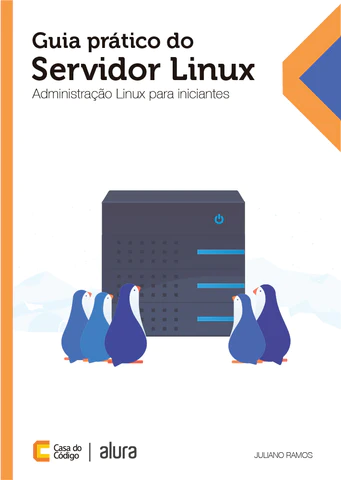 Guia prático do
Servidor Linux
Administração Linux para iniciantes
Casa do
Código
alura
JULIANO RAMOS